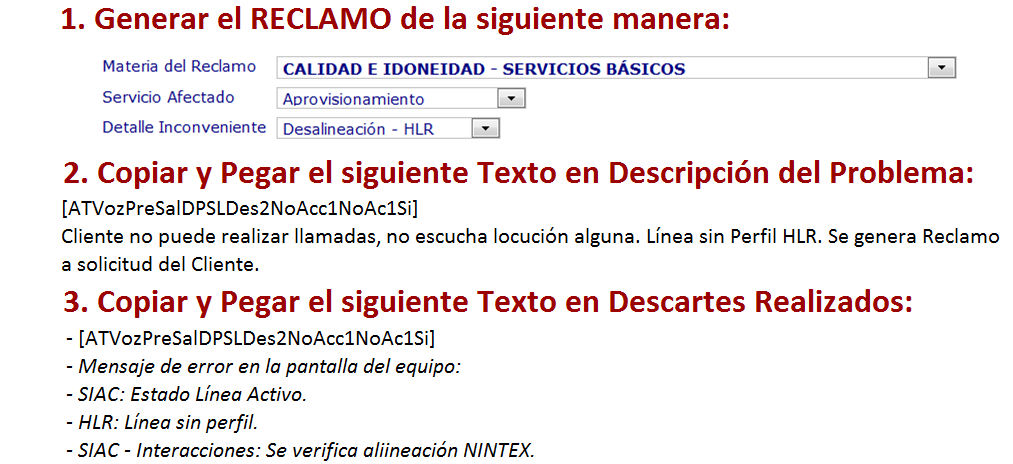 1. Generar el RECLAMO de la siguiente manera:
Materia del Reclamo CALIDAD E IDONEIDAD - SERVICIOS BÁSICOS
Servicio Afectado Aprovisionamiento
Detalle Inconveniente Desalineación - HLR
2. Copiar y Pegar el siguiente Texto en Descripción del Problema:
[ATVozPreSalDPSLDes2NoAcc1NoAc1Si]
Cliente no puede realizar llamadas, no escucha locución alguna. Línea sin Perfil HLR. Se genera Reclamo
a solicitud del Cliente.
3. Copiar y Pegar el siguiente Texto en Descartes Realizados:
- [ATVozPreSalDPSLDes2NoAcc1NoAc1Si]
- Mensaje de error en la pantalla del equipo:
- SIAC: Estado Línea Activo.
- HLR: Línea sin perfil.
- SIAC - Interacciones: Se verifica aliineación NINTEX.